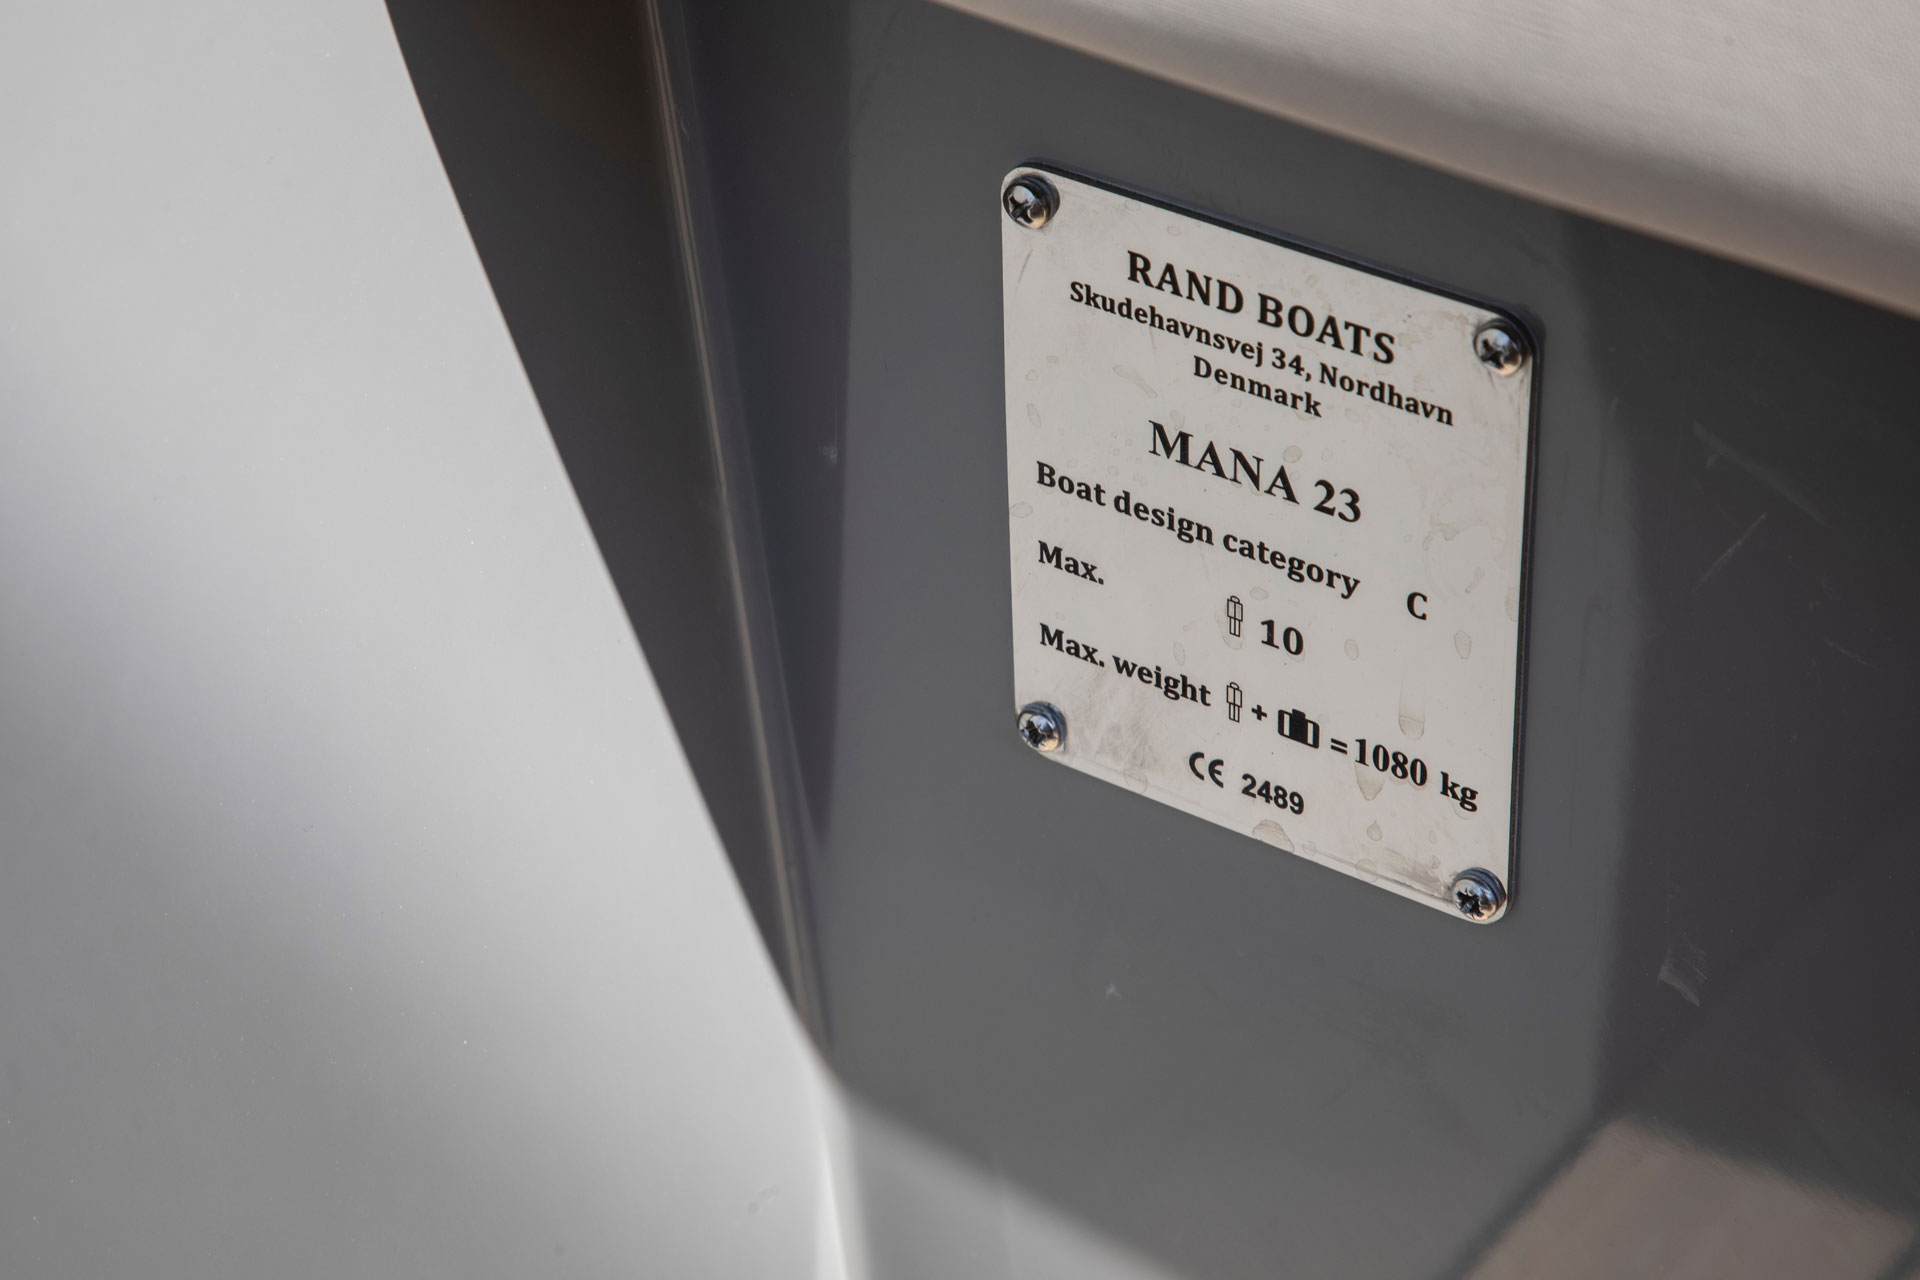 RAND BOATS
Skudehavnsvej 34, Nordhavn
Denmark
MANA 23
Boat design category C
Max. 10
Max. weight + = 1080 kg
CE 2489